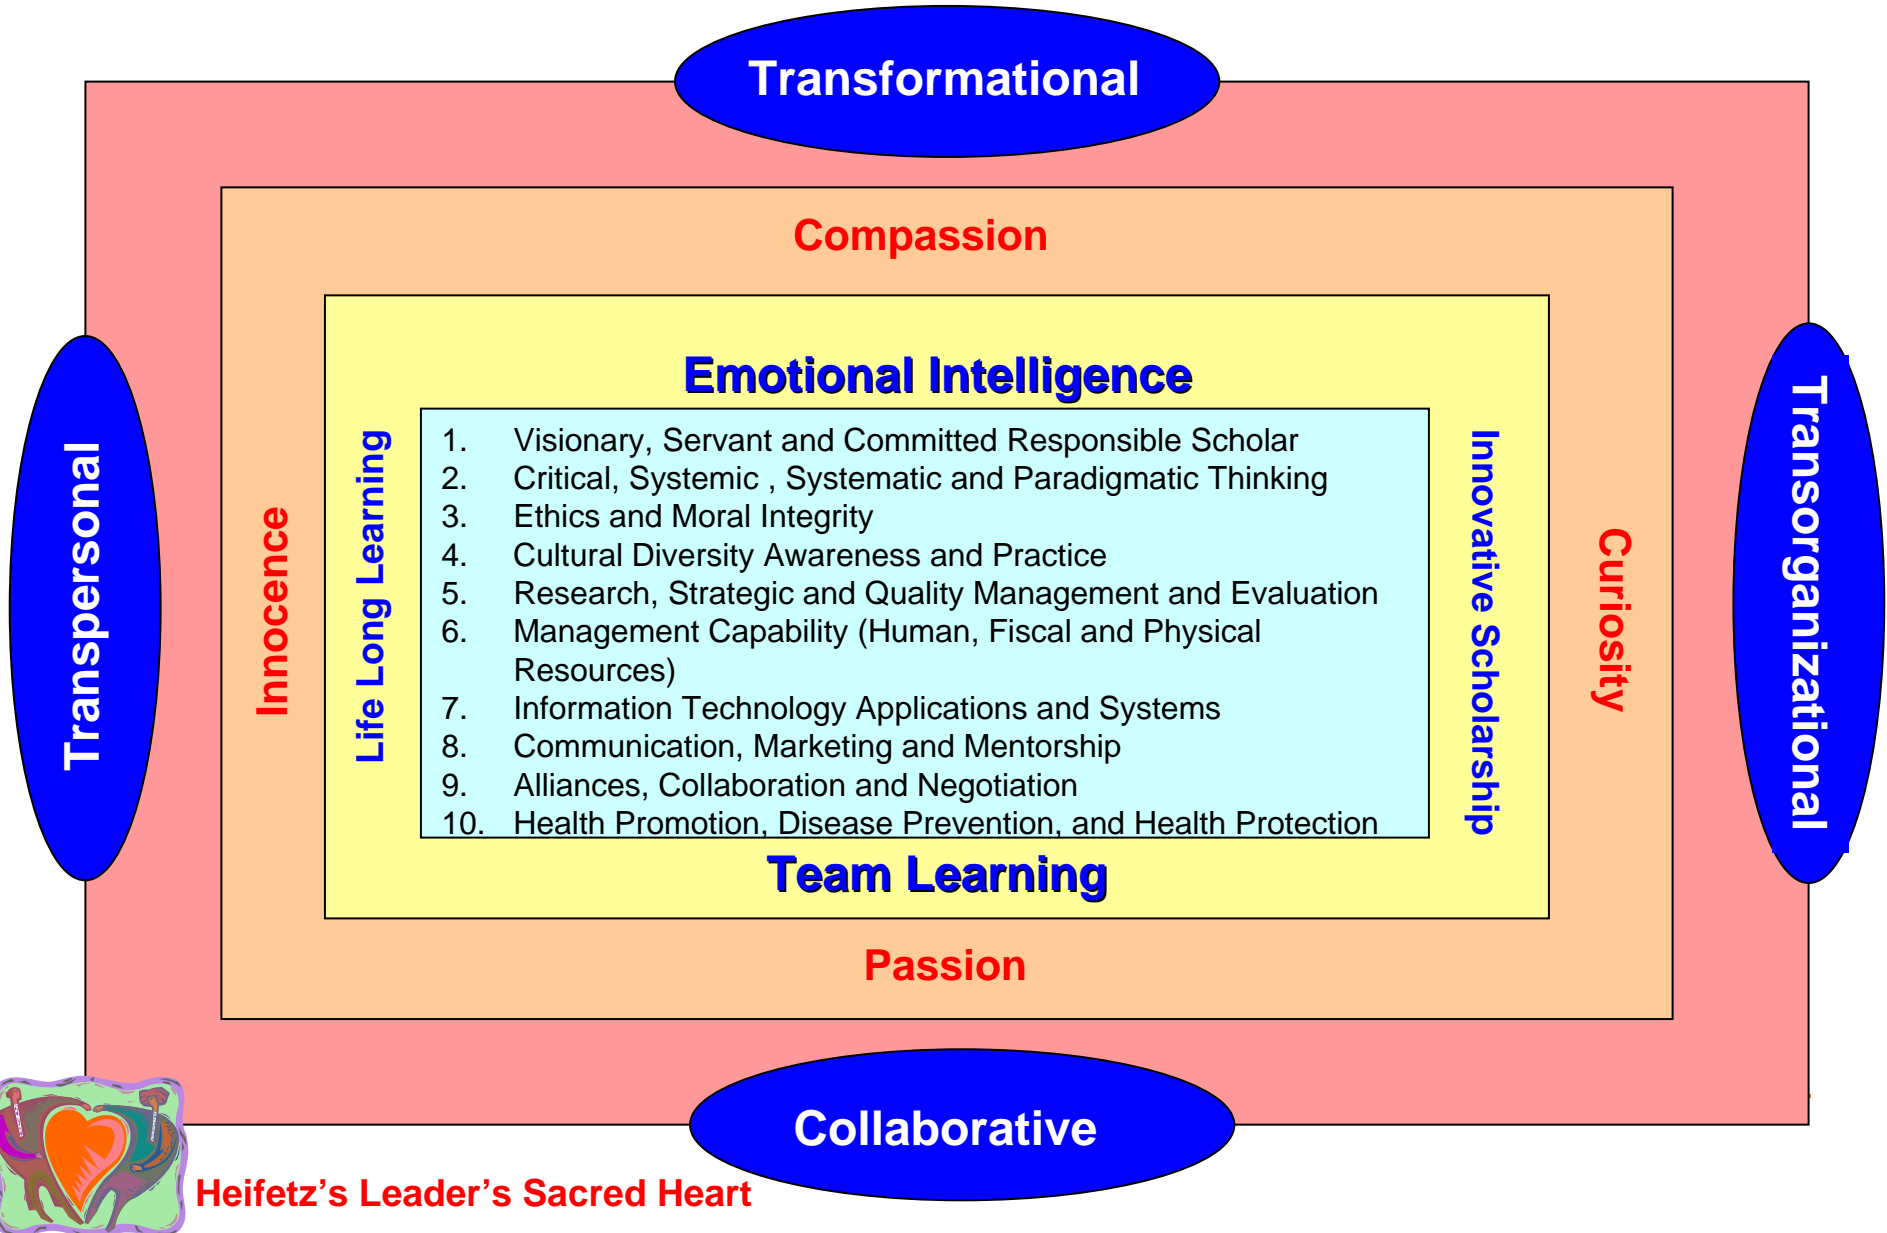 Transformational
Compassion
Emotional Intelligence
Transpersonal
Innocence
Life Long Learning
1. Visionary, Servant and Committed Responsible Scholar
2. Critical, Systemic , Systematic and Paradigmatic Thinking
3. Ethics and Moral Integrity
4. Cultural Diversity Awareness and Practice
5. Research, Strategic and Quality Management and Evaluation
6. Management Capability (Human, Fiscal and Physical
Resources)
7. Information Technology Applications and Systems
8. Communication, Marketing and Mentorship
9. Alliances, Collaboration and Negotiation
10. Health Promotion, Disease Prevention, and Health Protection
Innovative Scholarship
Curiosity
Transorganizational
Team Learning
Passion
Collaborative
Heifetz’s Leader’s Sacred Heart